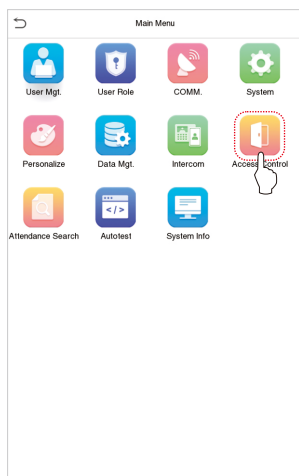 Main Menu
User Mgt.
User Role
COMM.
System
Personalize
Data Mgt.
Intercom
Access Control
Attendance Search
Autotest
System Info